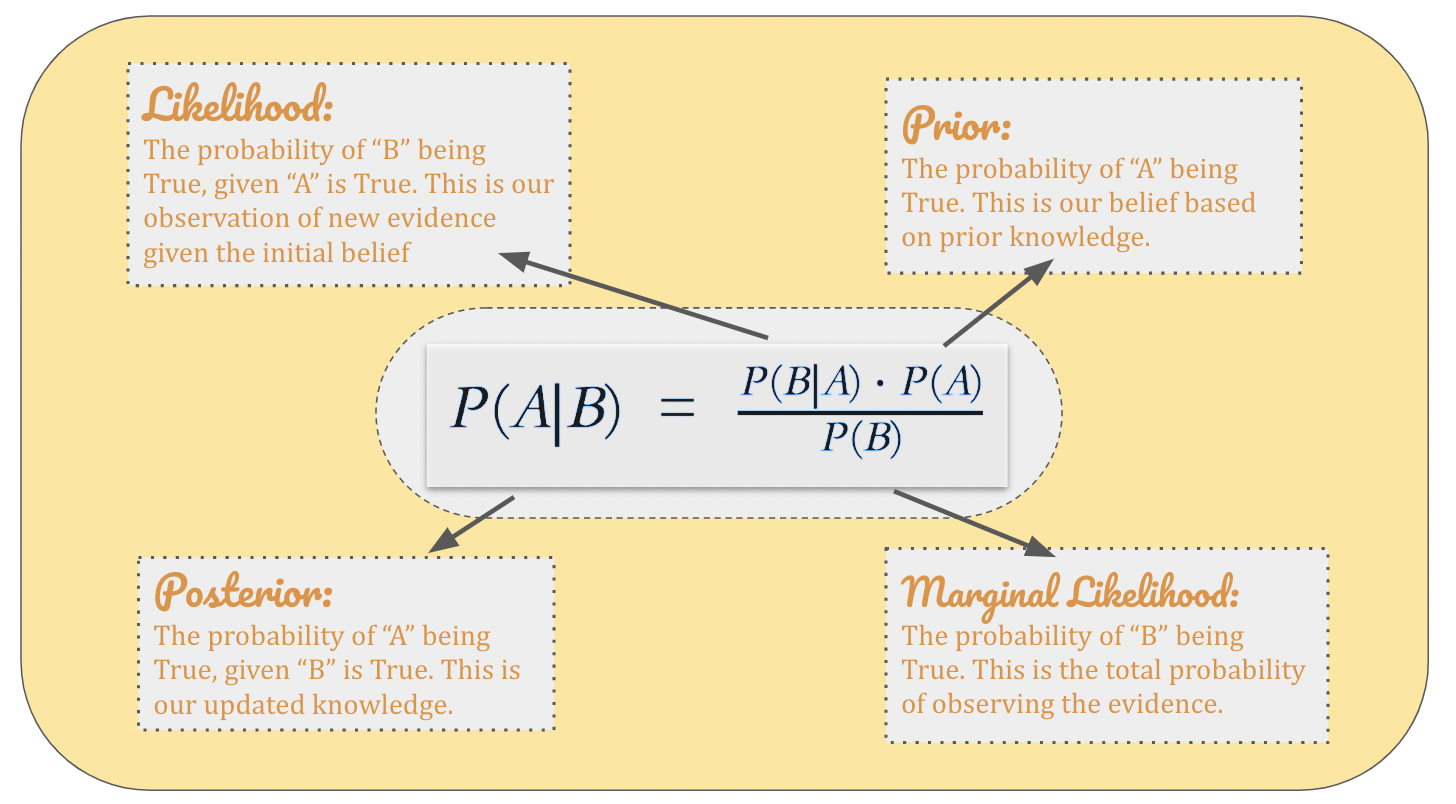 Likelihood:
The probability of “B” being
True, given “A” is True. This is our
observation of new evidence
given the initial belief
Prior:
The probability of “A” being
True. This is our belief based
on prior knowledge.
P(A|B) = P(B|A) · P(A)
P(B)
Posterior:
The probability of “A” being
True, given “B” is True. This is
our updated knowledge.
Marginal Likelihood:
The probability of “B” being
True. This is the total probability
of observing the evidence.